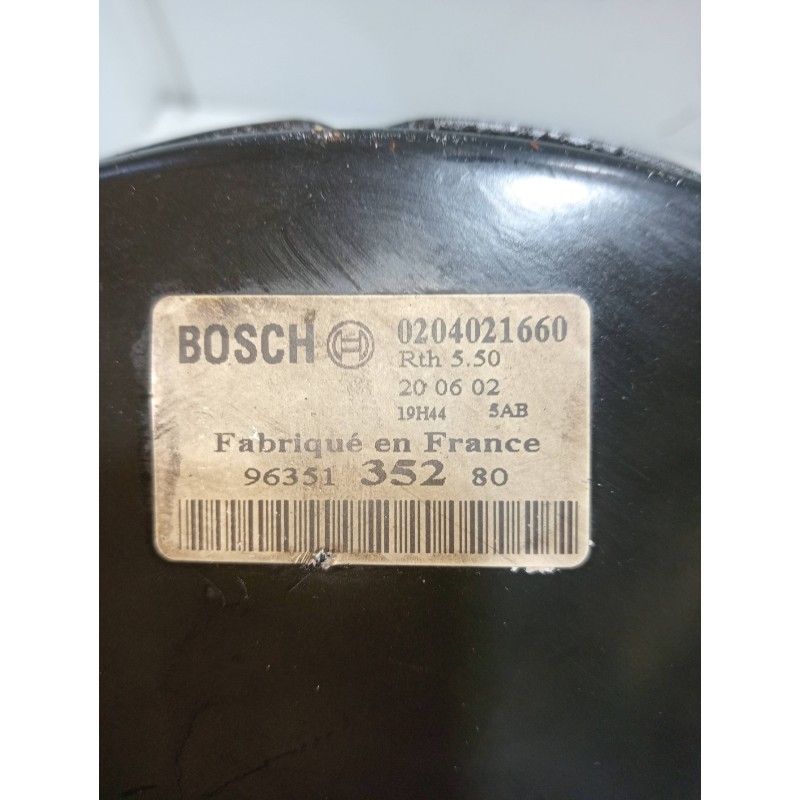 BOSCH 0204021660
Rth 5.50
20 06 02
19H44 5AB
Fabriqué en France
96351 352 80